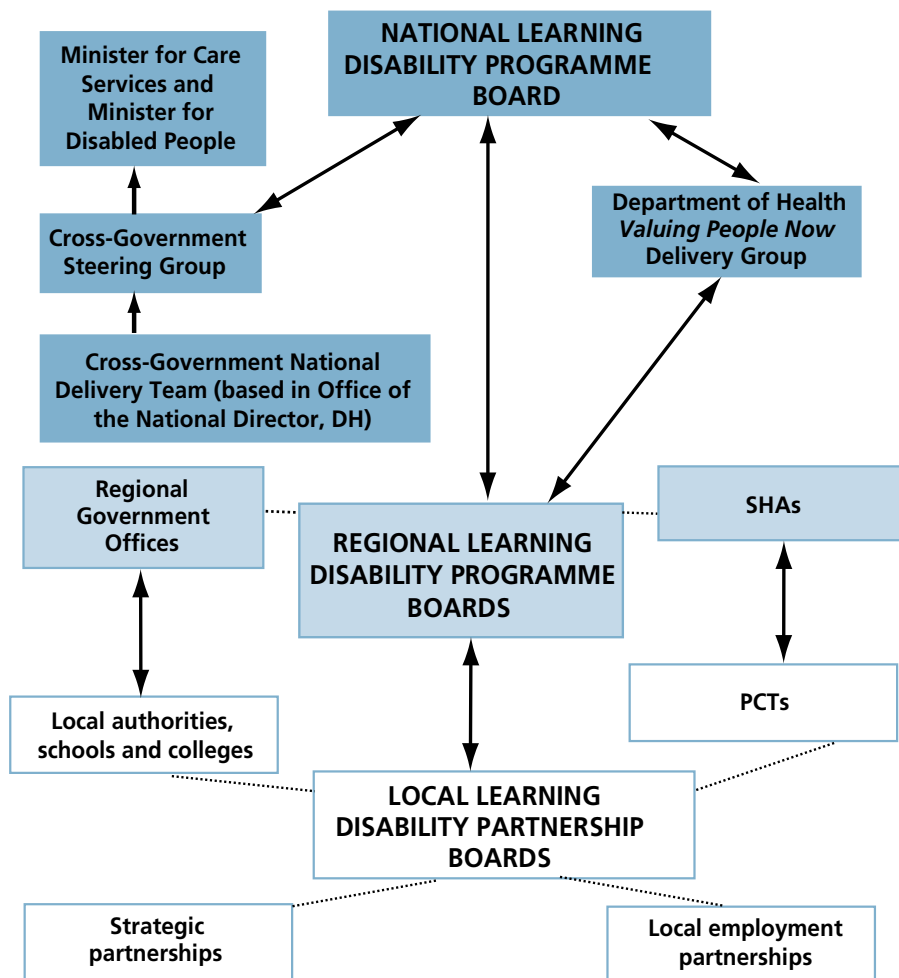 NATIONAL LEARNING
DISABILITY PROGRAMME
BOARD
Minister for Care
Services and
Minister for
Disabled People
Cross-Government
Steering Group
Department of Health
Valuing People Now
Delivery Group
Cross-Government National
Delivery Team (based in Office of
the National Director, DH)
Regional
Government
Offices
REGIONAL LEARNING
DISABILITY PROGRAMME
BOARDS
SHAs
Local authorities,
schools and colleges
PCTs
LOCAL LEARNING
DISABILITY PARTNERSHIP
BOARDS
Strategic
partnerships
Local employment
partnerships